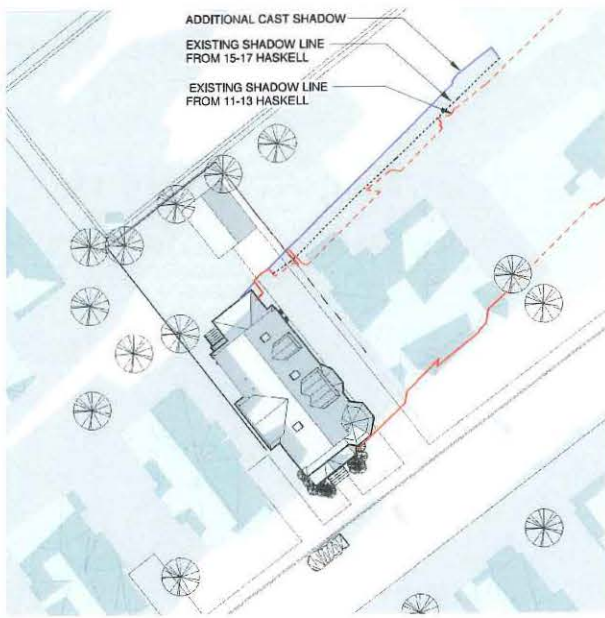 ADDITIONAL CAST SHADOW
EXISTING SHADOW LINE
FROM 15-17 HASKELL
EXISTING SHADOW LINE
FROM 11-13 HASKELL